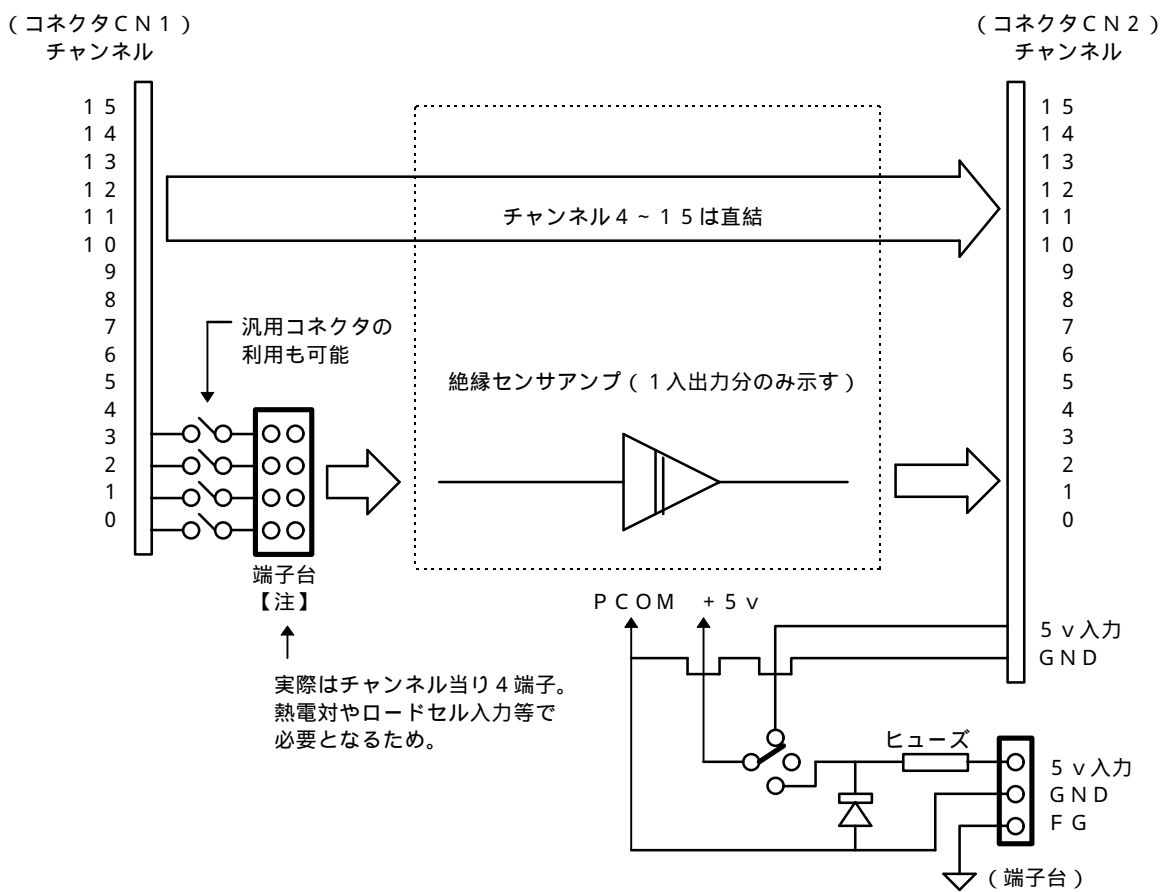 （コネクタＣＮ１）
チャンネル
（コネクタＣＮ２）
チャンネル
１５
１４
１３
１２
１１
１０
９
８
７
６
５
４
３
２
１
０
チャンネル４～１５は直結
汎用コネクタの
利用も可能
絶縁センサアンプ（１入出力分のみ示す）
１５
１４
１３
１２
１１
１０
９
８
７
６
５
４
３
２
１
０
端子台
【注】
実際はチャンネル当り４端子。
熱電対やロードセル入力等で
必要となるため。
ＰＣＯＭ ＋５ｖ
５ｖ入力
ＧＮＤ
ヒューズ
５ｖ入力
ＧＮＤ
ＦＧ
（端子台）